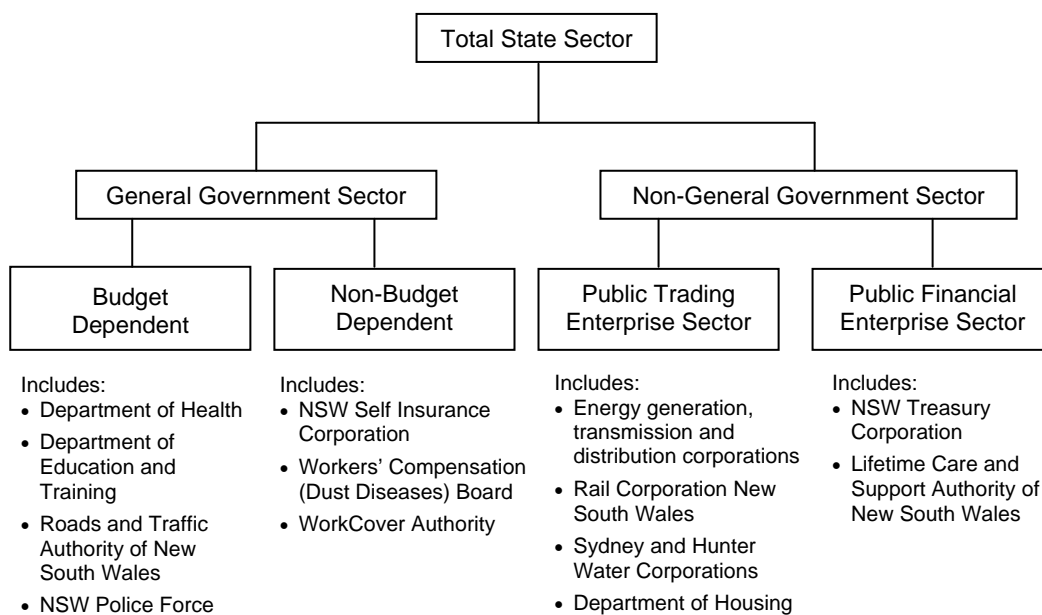 Total State Sector
General Government Sector
Non-General Government Sector
Budget
Dependent
Non-Budget
Dependent
Public Trading
Enterprise Sector
Public Financial
Enterprise Sector
Includes:
• Department of Health
• Department of
Education and
Training
• Roads and Traffic
Authority of New
South Wales
• NSW Police Force
Includes:
• NSW Self Insurance
Corporation
• Workers’ Compensation
(Dust Diseases) Board
• WorkCover Authority
Includes:
• Energy generation,
transmission and
distribution corporations
• Rail Corporation New
South Wales
• Sydney and Hunter
Water Corporations
• Department of Housing
Includes:
• NSW Treasury
Corporation
• Lifetime Care and
Support Authority of
New South Wales